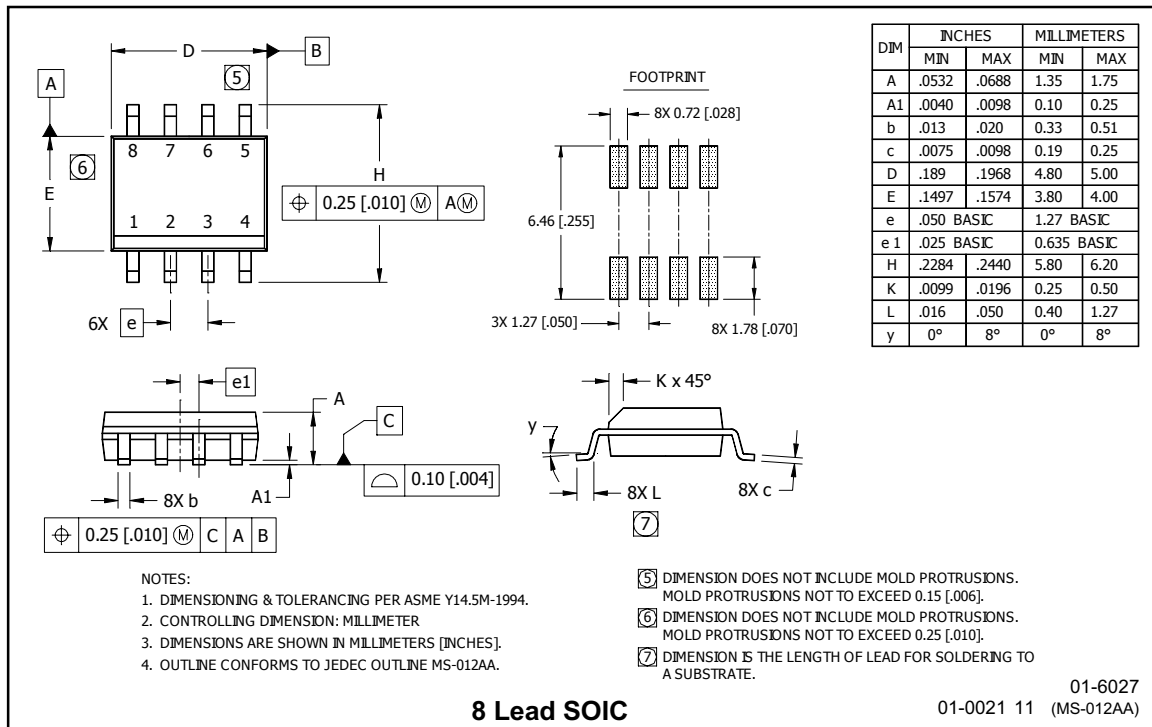 D
B
A
5
8 7 6 5
6
E
H
0.25 [.010] M A M
1 2 3 4
6X e
FOOTPRINT
8X 0.72 [.028]
6.46 [.255]
3X 1.27 [.050]
8X 1.78 [.070]
DIM INCHES MILLIMETERS
MIN MAX MIN MAX
A .0532 .0688 1.35 1.75
A1 .0040 .0098 0.10 0.25
b .013 .020 0.33 0.51
c .0075 .0098 0.19 0.25
D .189 .1968 4.80 5.00
E .1497 .1574 3.80 4.00
e .050 BASIC 1.27 BASIC
e 1 .025 BASIC 0.635 BASIC
H .2284 .2440 5.80 6.20
K .0099 .0196 0.25 0.50
L .016 .050 0.40 1.27
y 0° 8° 0° 8°
e1
A
C
0.10 [.004]
A1
8X b
0.25 [.010] M C A B
K x 45°
y
8X L
8X c
7
NOTES:
1. DIMENSIONING & TOLERANCING PER ASME Y14.5M-1994.
2. CONTROLLING DIMENSION: MILLIMETER
3. DIMENSIONS ARE SHOWN IN MILLIMETERS [INCHES].
4. OUTLINE CONFORMS TO JEDEC OUTLINE MS-012AA.
5 DIMENSION DOES NOT INCLUDE MOLD PROTRUSIONS.
MOLD PROTRUSIONS NOT TO EXCEED 0.15 [.006].
6 DIMENSION DOES NOT INCLUDE MOLD PROTRUSIONS.
MOLD PROTRUSIONS NOT TO EXCEED 0.25 [.010].
7 DIMENSION IS THE LENGTH OF LEAD FOR SOLDERING TO
A SUBSTRATE.
8 Lead SOIC
01-6027
01-0021 11 (MS-012AA)